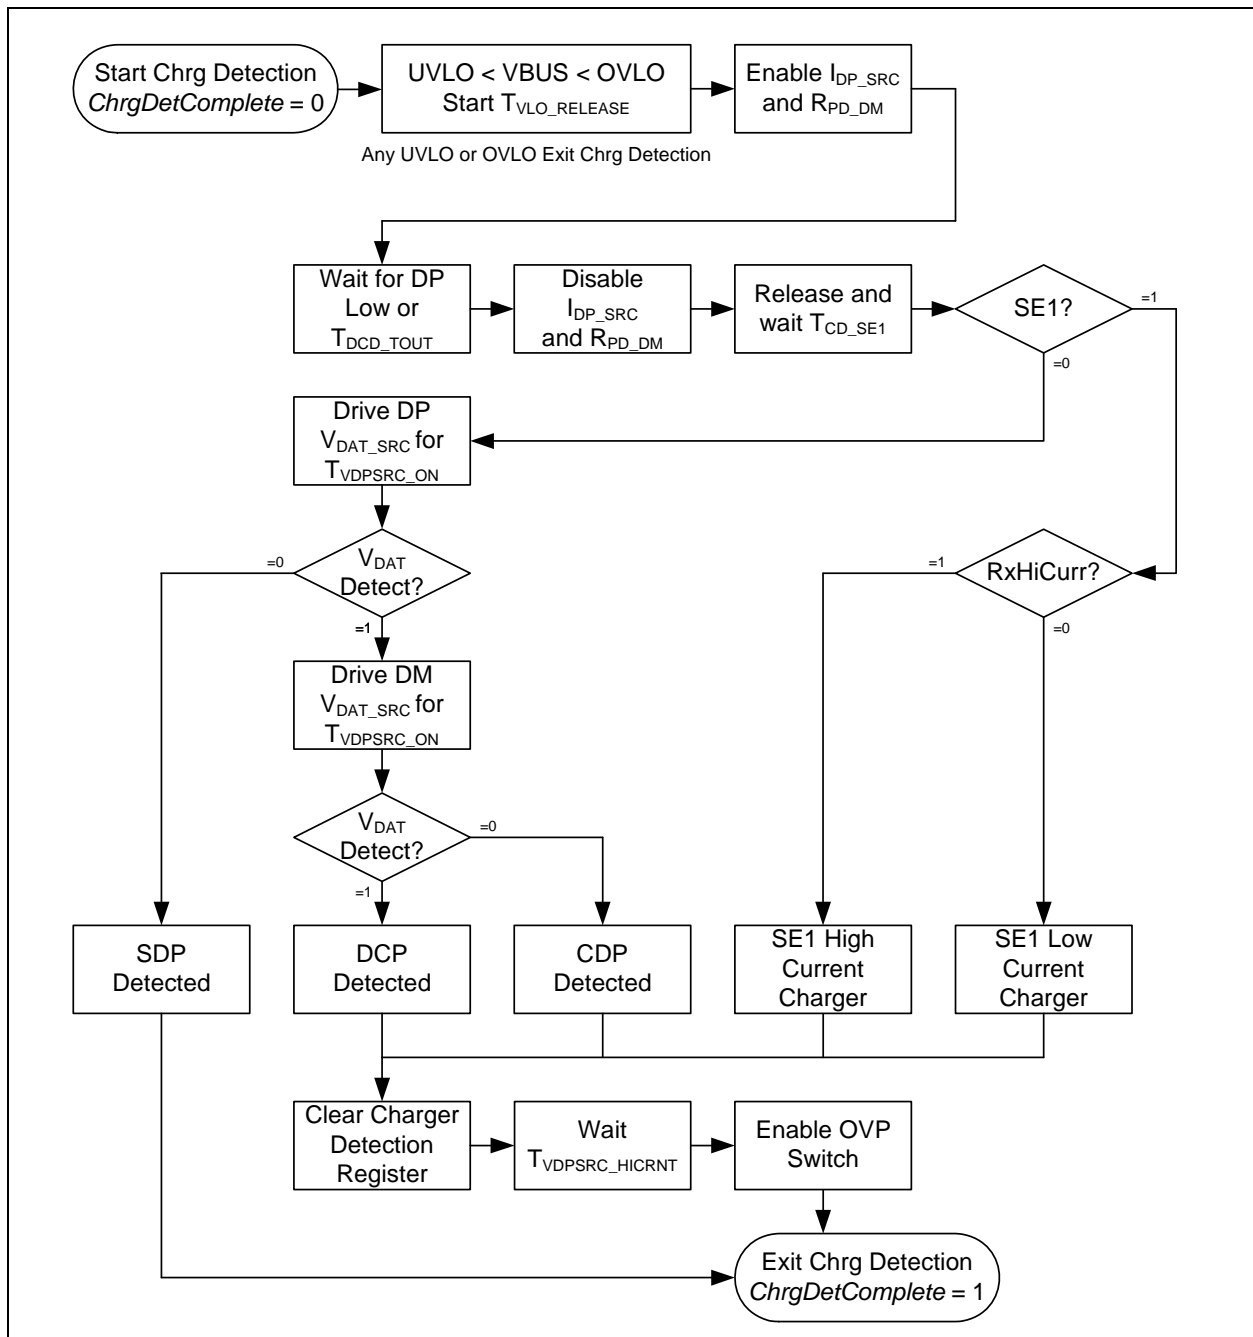 Start Chrg Detection
ChrgDetComplete = 0
UVLO < VBUS < OVLO
Start TVLO_RELEASE
Enable IDP_SRC
and RPD_DM
Any UVLO or OVLO Exit Chrg Detection
Wait for DP
Low or
TDCD_TOUT
Disable
IDP_SRC
and RPD_DM
Release and
wait TCD_SE1
SE1?
=1
=0
Drive DP
VDAT_SRC for
TVDPSRC_ON
VDAT
Detect?
=0
=1
RxHiCurr?
=1
=0
Drive DM
VDAT_SRC for
TVDPSRC_ON
VDAT
Detect?
=0
=1
SDP
Detected
DCP
Detected
CDP
Detected
SE1 High
Current
Charger
SE1 Low
Current
Charger
Clear Charger
Detection
Register
Wait
TVDPSRC_HICRNT
Enable OVP
Switch
Exit Chrg Detection
ChrgDetComplete = 1